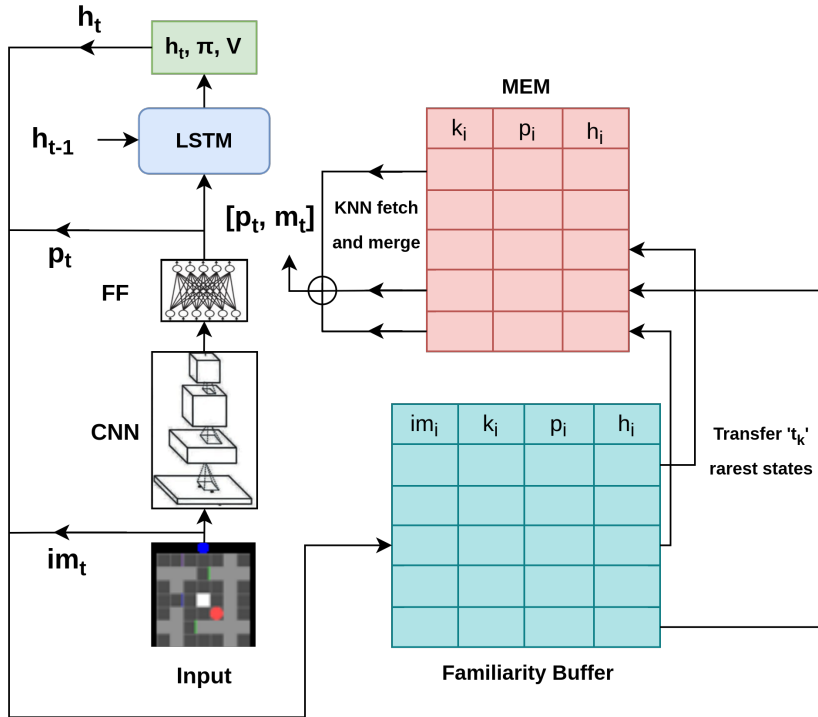 h_t
h_t, π, V
MEM
k_i p_i h_i
h_{t-1}
LSTM
KNN fetch
and merge
[p_t, m_t]
p_t
FF
CNN
im_i k_i p_i h_i
Transfer 't_k'
rarest states
im_t
Input
Familiarity Buffer